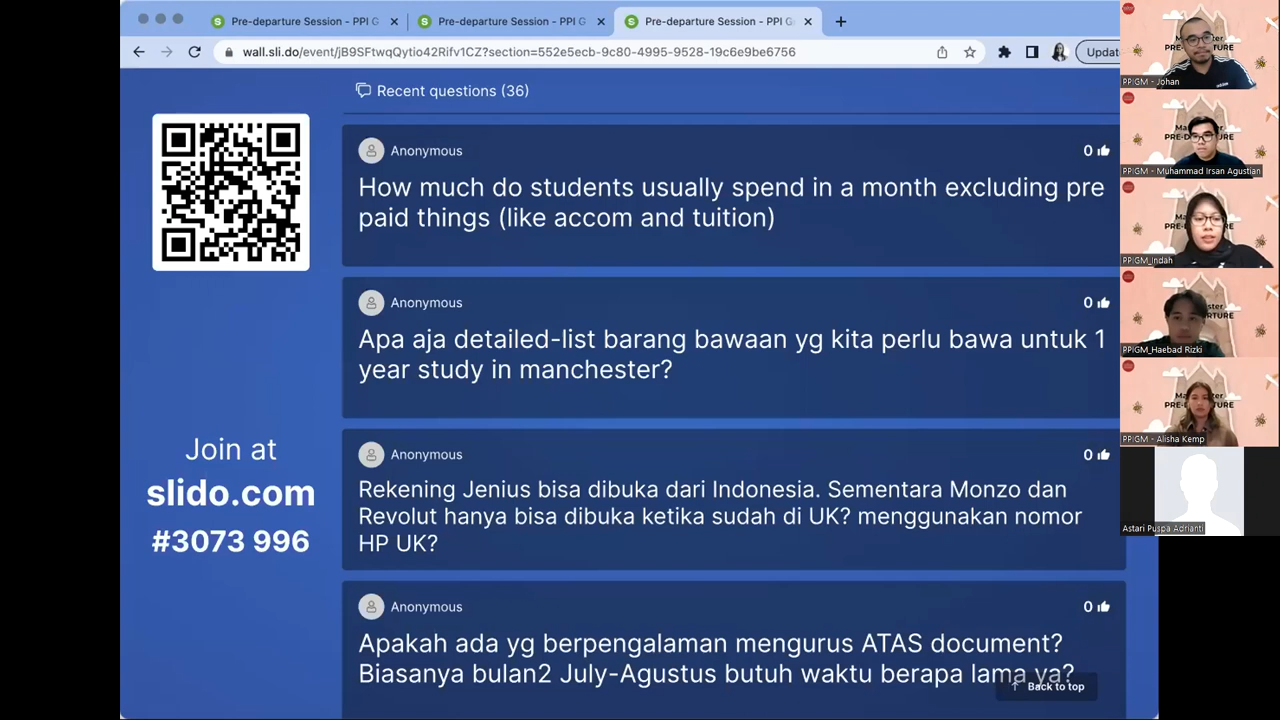 Pre-departure Session - PPI G
Pre-departure Session - PPI G
Pre-departure Session - PPI G
wall.sli.do/event/jB9SFtwqQytio42Rifv1CZ?section=552e5ecb-9c80-4995-9528-19c6e9be6756
Update
Recent questions (36)
Anonymous
0
How much do students usually spend in a month excluding pre
paid things (like accom and tuition)
Anonymous
0
Apa aja detailed-list barang bawaan yg kita perlu bawa untuk 1
year study in manchester?
Anonymous
0
Rekening Jenius bisa dibuka dari Indonesia. Sementara Monzo dan
Revolut hanya bisa dibuka ketika sudah di UK? menggunakan nomor
HP UK?
Anonymous
0
Apakah ada yg berpengalaman mengurus ATAS document?
Biasanya bulan2 July-Agustus butuh waktu berapa lama ya?
Back to top
Join at
slido.com
#3073 996
PPIGM - Johan
PPIGM - Muhammad Irsan Agustian
PPIGM_Indah
PPIGM_Haebad Rizki
PPIGM - Alisha Kemp
Astari Puspa Adrianti